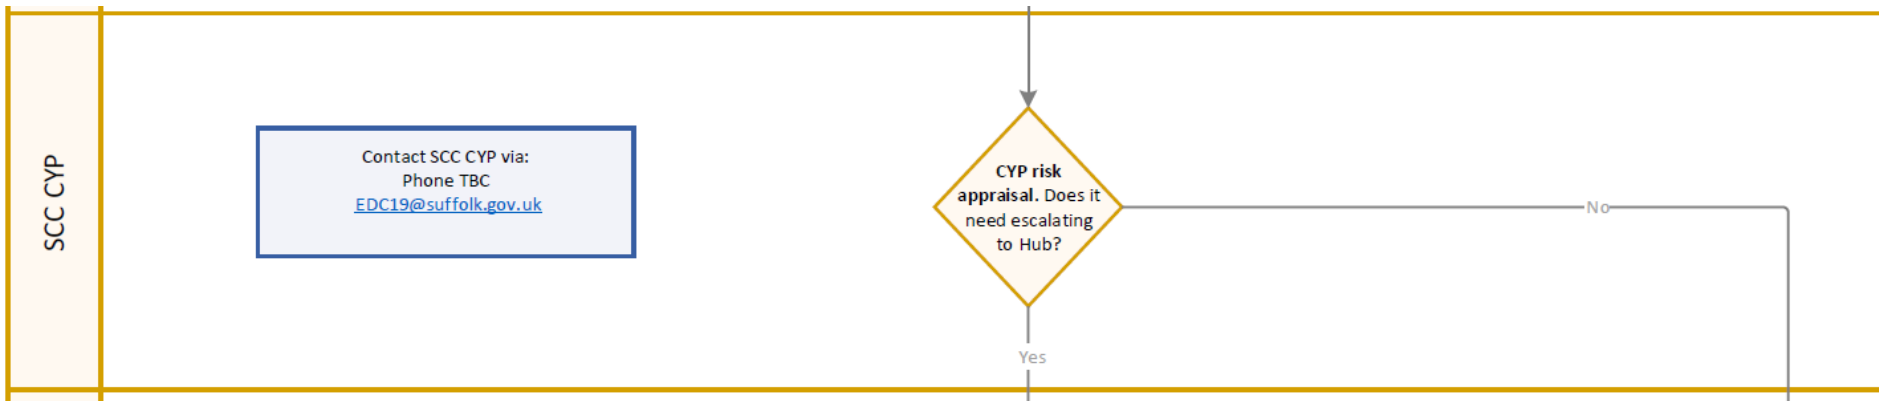 SCC CYP
Contact SCC CYP via:
Phone TBC
EDC19@suffolk.gov.uk
CYP risk
appraisal. Does it
need escalating
to Hub?
No
Yes